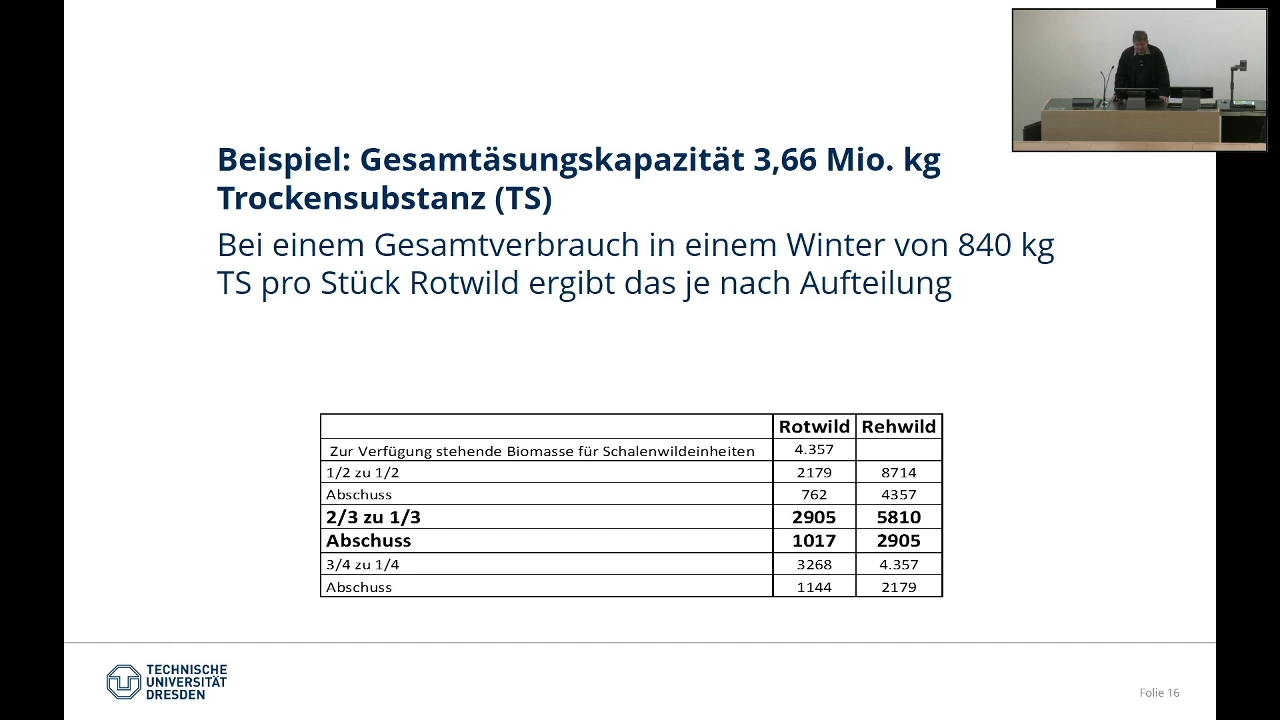 Beispiel: Gesamtäsungskapazität 3,66 Mio. kg
Trockensubstanz (TS)
Bei einem Gesamtverbrauch in einem Winter von 840 kg
TS pro Stück Rotwild ergibt das je nach Aufteilung
Rotwild Rehwild
Zur Verfügung stehende Biomasse für Schalenwildeinheiten 4.357
1/2 zu 1/2 2179 8714
Abschuss 762 4357
2/3 zu 1/3 2905 5810
Abschuss 1017 2905
3/4 zu 1/4 3268 4.357
Abschuss 1144 2179
TECHNISCHE
UNIVERSITÄT
DRESDEN
Folie 16